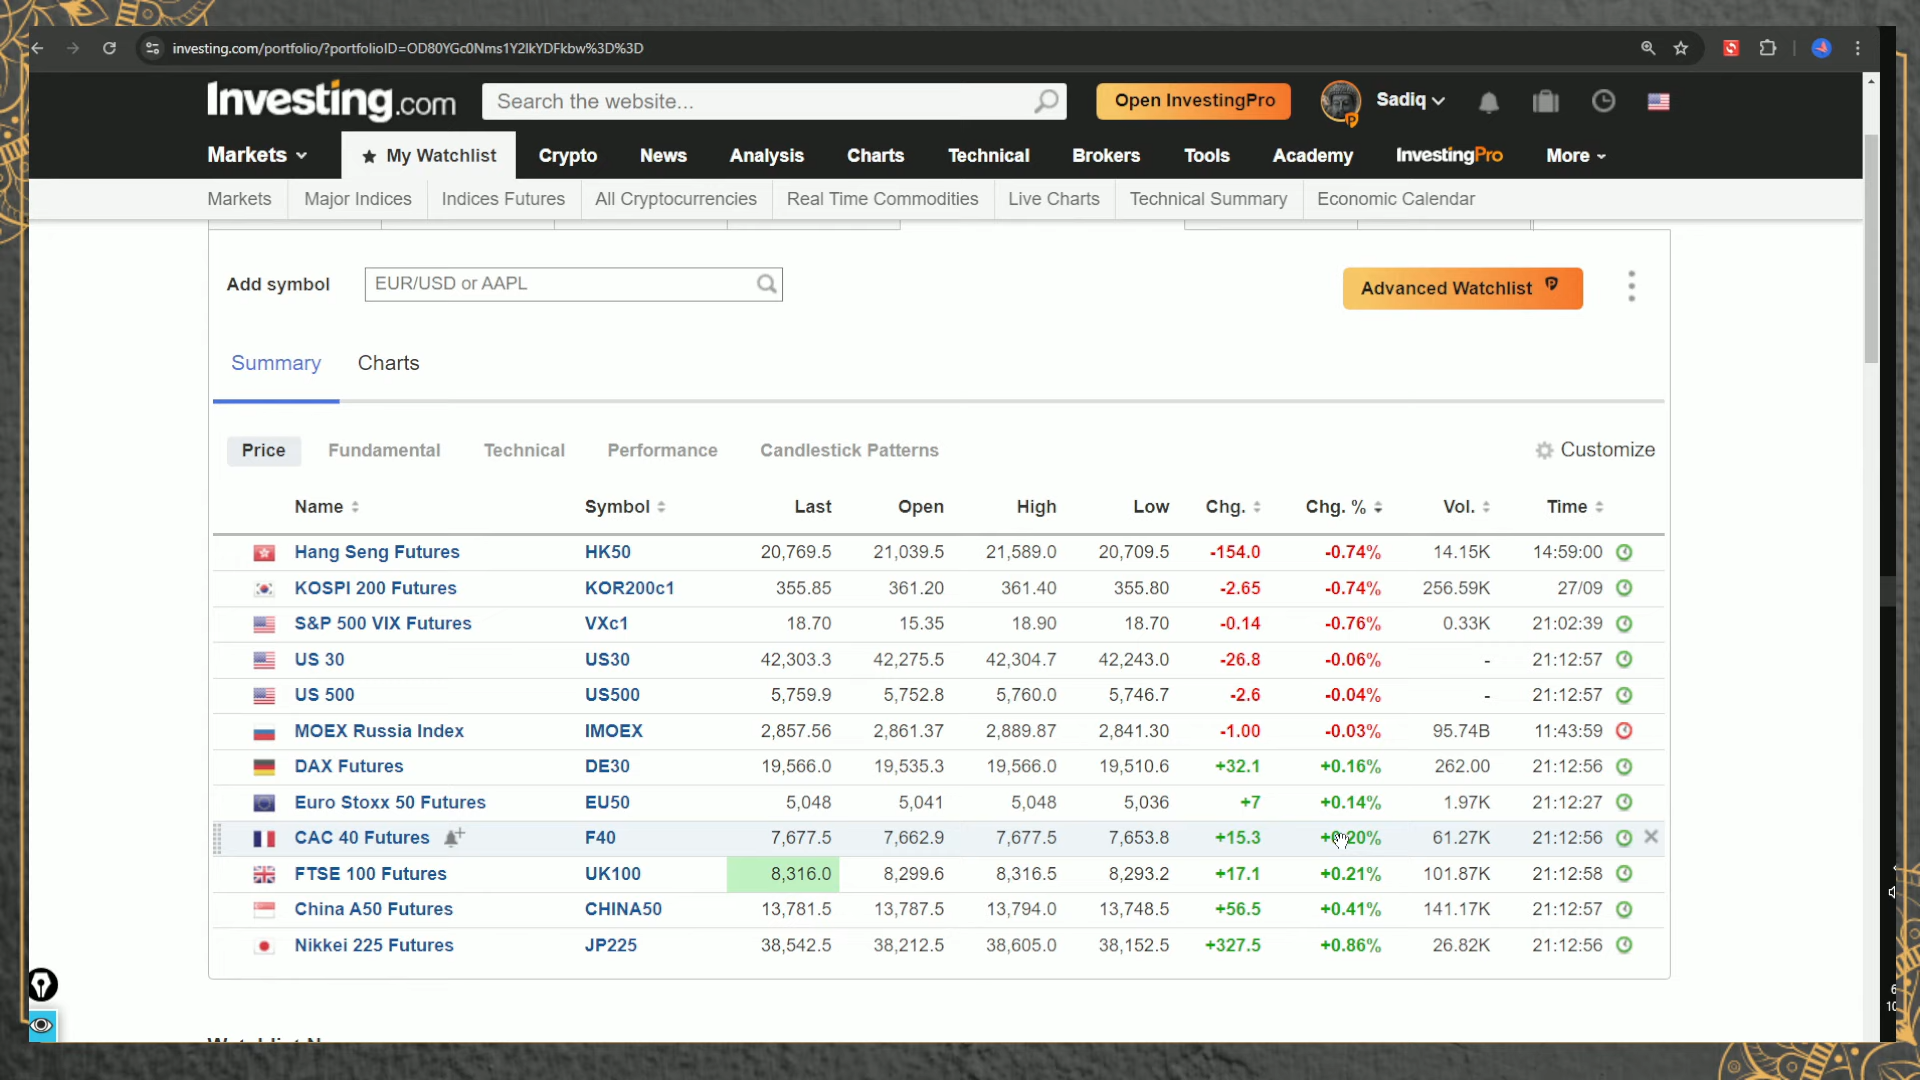 investing.com/portfolio/?portfolioID=OD80YGc0Nms1Y2lkYDFkbw%3D%3D
Investing.com Search the website... Open InvestingPro Sadiq
Markets My Watchlist Crypto News Analysis Charts Technical Brokers Tools Academy InvestingPro More
Markets Major Indices Indices Futures All Cryptocurrencies Real Time Commodities Live Charts Technical Summary Economic Calendar
Add symbol EUR/USD or AAPL Advanced Watchlist
Summary Charts
Price Fundamental Technical Performance Candlestick Patterns Customize
Name Symbol Last Open High Low Chg. Chg. % Vol. Time
Hang Seng Futures HK50 20,769.5 21,039.5 21,589.0 20,709.5 -154.0 -0.74% 14.15K 14:59:00
KOSPI 200 Futures KOR200c1 355.85 361.20 361.40 355.80 -2.65 -0.74% 256.59K 27/09
S&P 500 VIX Futures VXc1 18.70 15.35 18.90 18.70 -0.14 -0.76% 0.33K 21:02:39
US 30 US30 42,303.3 42,275.5 42,304.7 42,243.0 -26.8 -0.06% - 21:12:57
US 500 US500 5,759.9 5,752.8 5,760.0 5,746.7 -2.6 -0.04% - 21:12:57
MOEX Russia Index IMOEX 2,857.56 2,861.37 2,889.87 2,841.30 -1.00 -0.03% 95.74B 11:43:59
DAX Futures DE30 19,566.0 19,535.3 19,566.0 19,510.6 +32.1 +0.16% 262.00 21:12:56
Euro Stoxx 50 Futures EU50 5,048 5,041 5,048 5,036 +7 +0.14% 1.97K 21:12:27
CAC 40 Futures F40 7,677.5 7,662.9 7,677.5 7,653.8 +15.3 +0.20% 61.27K 21:12:56
FTSE 100 Futures UK100 8,316.0 8,299.6 8,316.5 8,293.2 +17.1 +0.21% 101.87K 21:12:58
China A50 Futures CHINA50 13,781.5 13,787.5 13,794.0 13,748.5 +56.5 +0.41% 141.17K 21:12:57
Nikkei 225 Futures JP225 38,542.5 38,212.5 38,605.0 38,152.5 +327.5 +0.86% 26.82K 21:12:56